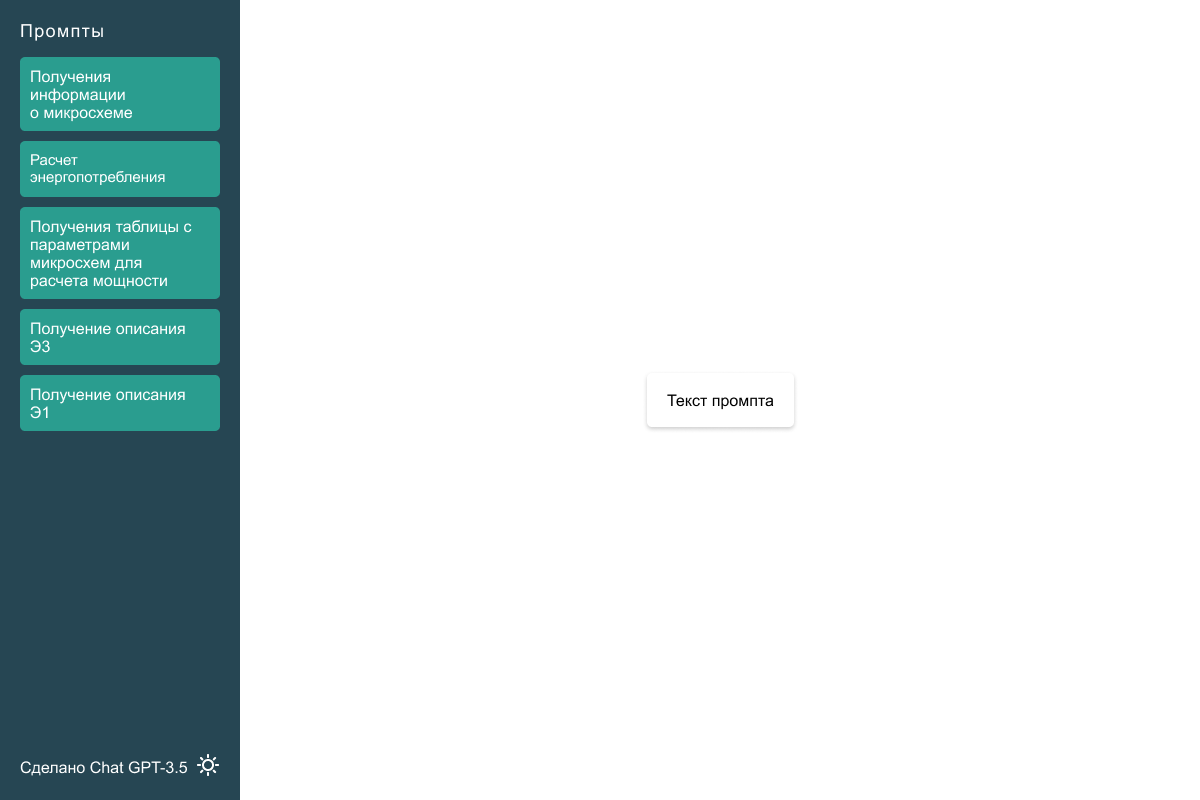 Промпты
Получения
информации
о микросхеме
Расчет
энергопотребления
Получения таблицы с
параметрами
микросхем для
расчета мощности
Получение описания
Э3
Получение описания
Э1
Текст промпта
Сделано Chat GPT-3.5